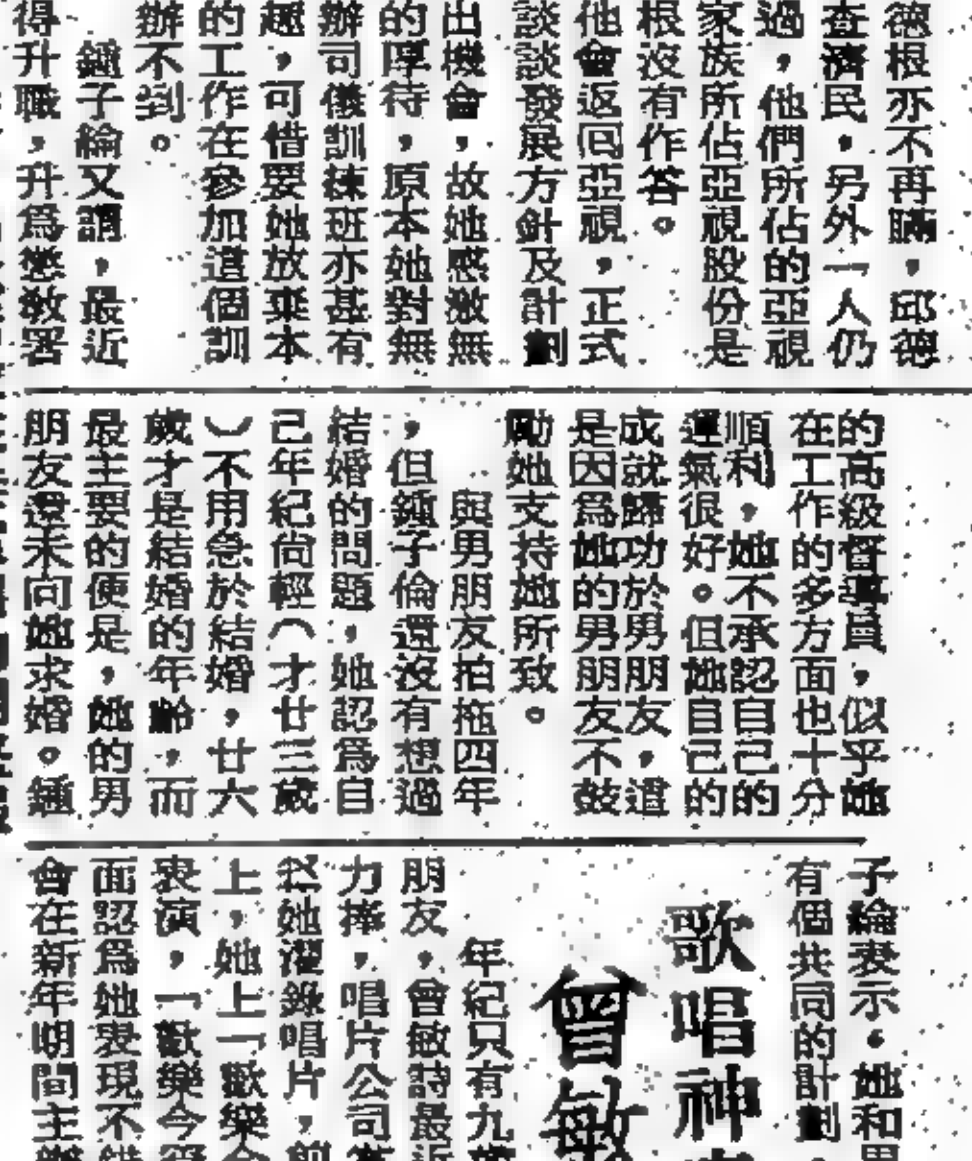 德根亦不再瞞，邱德
查濟民，另外一人仍
過，他們所佔的亞視
家族所佔亞視股份是
根沒有作答。
他會返回亞視，正式
談談發展方針及計劃
出機會，故她感激無
的厚待，原本她對無
辦司儀訓練班亦甚有
趣，可惜要她放棄本
的工作在參加這個訓
辦不到。
鍾子綸又謂，最近
得升職，升爲懲教署
的高級督導員，似乎她
在工作的多方面也十分
順利，她不承認自己的
運氣很好。但她自己的
成就歸功於男朋友，這
是因爲她的男朋友不鼓
勵她支持她所致。
與男朋友拍拖四年
，但鍾子倫還沒有想過
結婚的問題，她認爲自
己年紀尙輕（才廿三歲
）不用急於結婚，廿六
歲才是結婚的年齡，而
最主要的便是，她的男
朋友還未向她求婚。鍾
子綸表示，她和男
有個共同的計劃，
歌唱神
曾敏
年紀只有九
朋友，曾敏詩最近
力捧，唱片公司
她灌錄唱片，
上，她上「歡樂今
表演，「歡樂今
面認爲她表現不錯
會在新年期間主辦